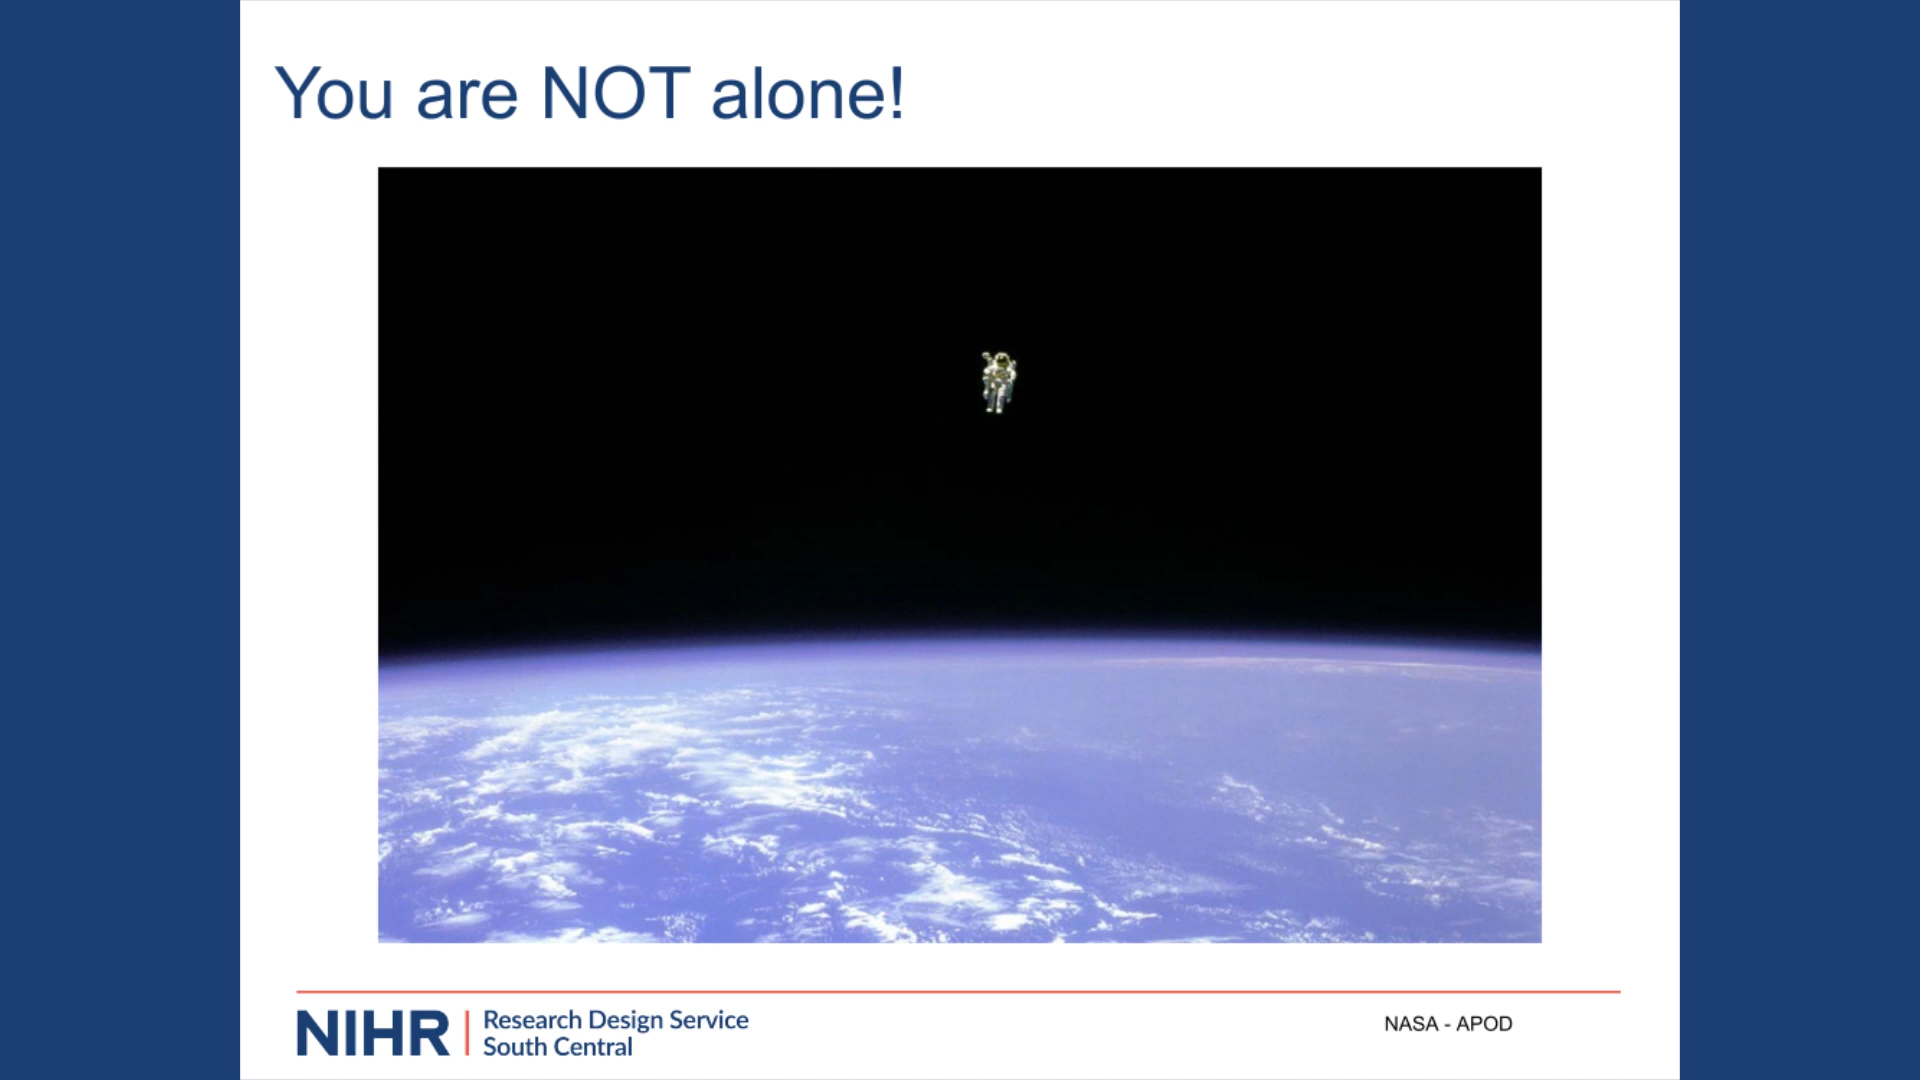 You are NOT alone!
NIHR | Research Design Service
South Central
NASA - APOD